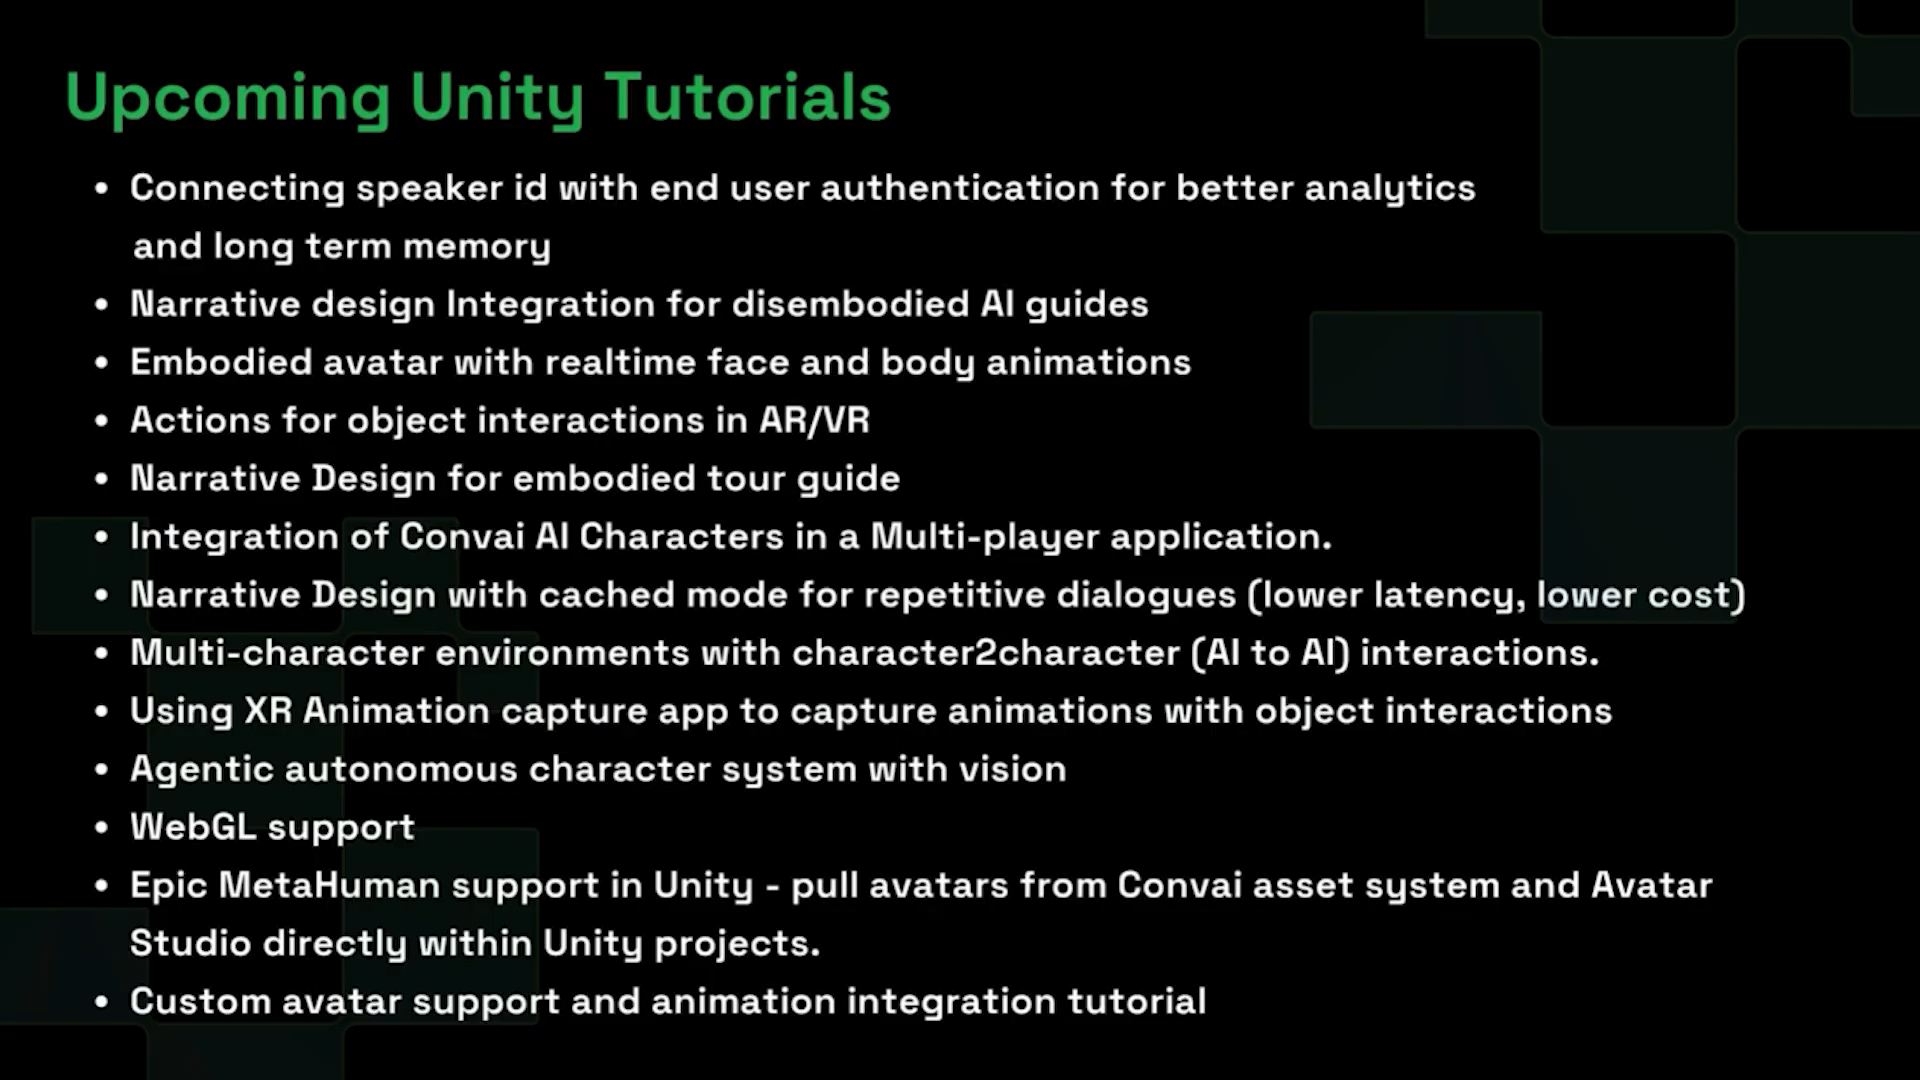 Upcoming Unity Tutorials
• Connecting speaker id with end user authentication for better analytics
and long term memory
• Narrative design Integration for disembodied AI guides
• Embodied avatar with realtime face and body animations
• Actions for object interactions in AR/VR
• Narrative Design for embodied tour guide
• Integration of Convai AI Characters in a Multi-player application.
• Narrative Design with cached mode for repetitive dialogues (lower latency, lower cost)
• Multi-character environments with character2character (AI to AI) interactions.
• Using XR Animation capture app to capture animations with object interactions
• Agentic autonomous character system with vision
• WebGL support
• Epic MetaHuman support in Unity - pull avatars from Convai asset system and Avatar
Studio directly within Unity projects.
• Custom avatar support and animation integration tutorial